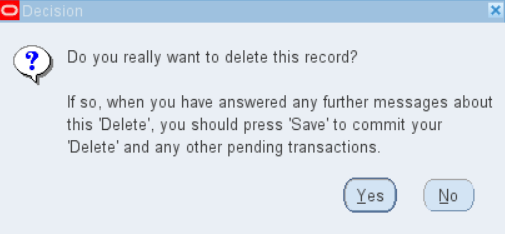 Decision
Do you really want to delete this record?
If so, when you have answered any further messages about
this 'Delete', you should press 'Save' to commit your
'Delete' and any other pending transactions.
Yes
No